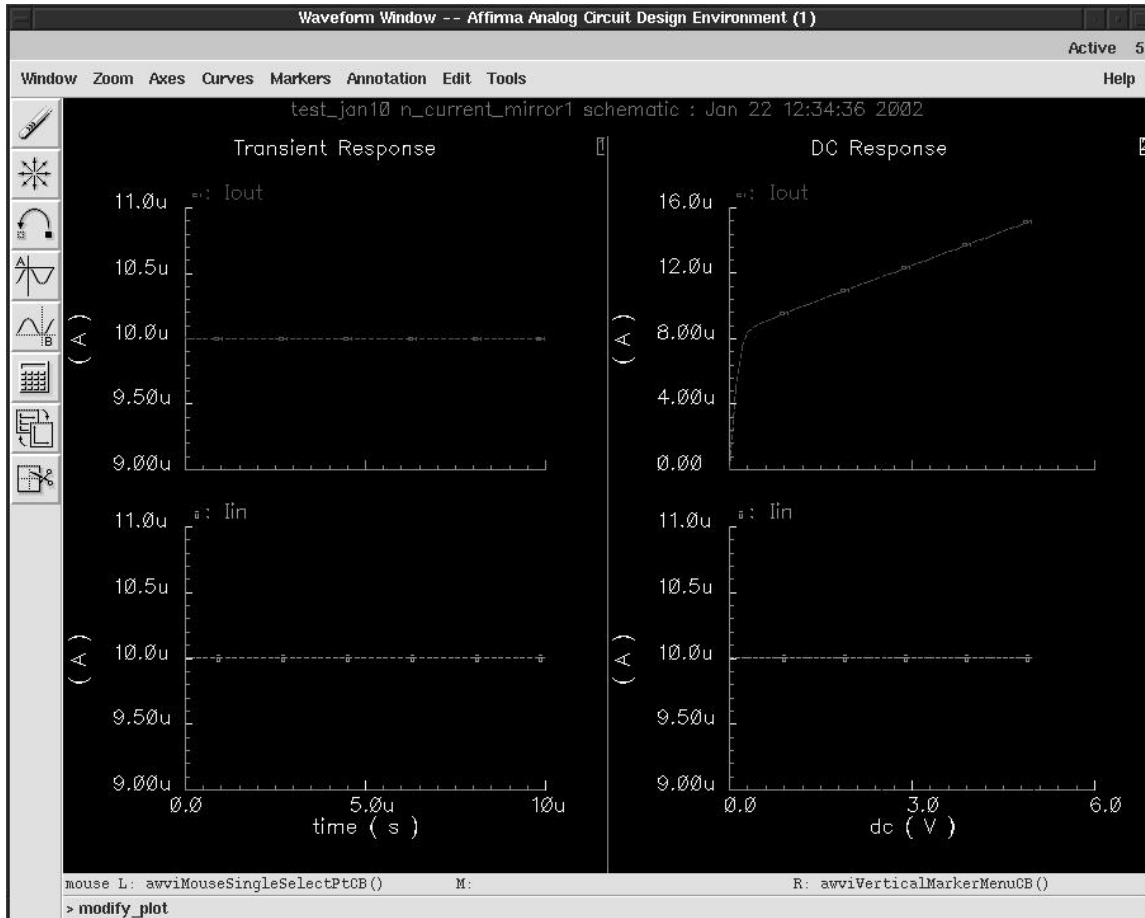 Waveform Window -- Affirma Analog Circuit Design Environment (1)
Active 5
Window Zoom Axes Curves Markers Annotation Edit Tools Help
test_jan10 n_current_mirror1 schematic : Jan 22 12:34:36 2002
Transient Response
1
: Iout
11.0u
10.5u
10.0u
9.50u
9.00u
(A)
: Iin
11.0u
10.5u
10.0u
9.50u
9.00u
(A)
0.0 5.0u 10u
time ( s )
DC Response
: Iout
16.0u
12.0u
8.00u
4.00u
0.00
(A)
: Iin
11.0u
10.5u
10.0u
9.50u
9.00u
(A)
0.0 3.0 6.0
dc ( V )
A
B
mouse L: awviMouseSingleSelectPtCB() M: R: awviVerticalMarkerMenuCB()
> modify_plot